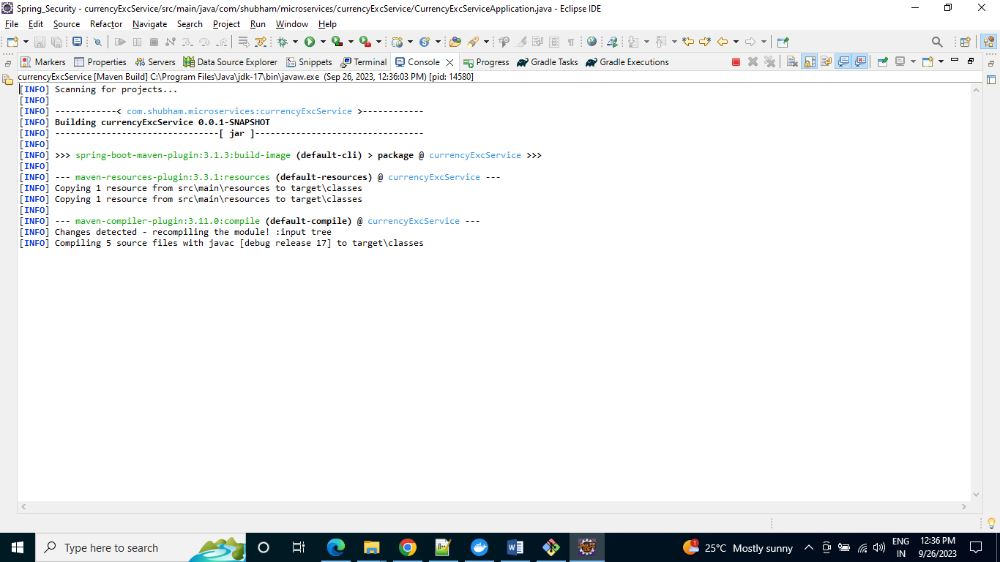 Spring_Security - currencyExcService/src/main/java/com/shubham/microservices/currencyExcService/CurrencyExcServiceApplication.java - Eclipse IDE
File Edit Source Refactor Navigate Search Project Run Window Help
Markers Properties Servers Data Source Explorer Snippets Terminal Console Progress Gradle Tasks Gradle Executions
currencyExcService [Maven Build] C:\Program Files\Java\jdk-17\bin\javaw.exe (Sep 26, 2023, 12:36:03 PM) [pid: 14580]
[INFO] Scanning for projects...
[INFO]
[INFO] ------------< com.shubham.microservices:currencyExcService >------------
[INFO] Building currencyExcService 0.0.1-SNAPSHOT
[INFO] --------------------------------[ jar ]---------------------------------
[INFO]
[INFO] >>> spring-boot-maven-plugin:3.1.3:build-image (default-cli) > package @ currencyExcService >>>
[INFO]
[INFO] --- maven-resources-plugin:3.3.1:resources (default-resources) @ currencyExcService ---
[INFO] Copying 1 resource from src\main\resources to target\classes
[INFO] Copying 1 resource from src\main\resources to target\classes
[INFO]
[INFO] --- maven-compiler-plugin:3.11.0:compile (default-compile) @ currencyExcService ---
[INFO] Changes detected - recompiling the module! :input tree
[INFO] Compiling 5 source files with javac [debug release 17] to target\classes
Type here to search
1
25°C Mostly sunny
ENG
IN
12:36 PM
9/26/2023